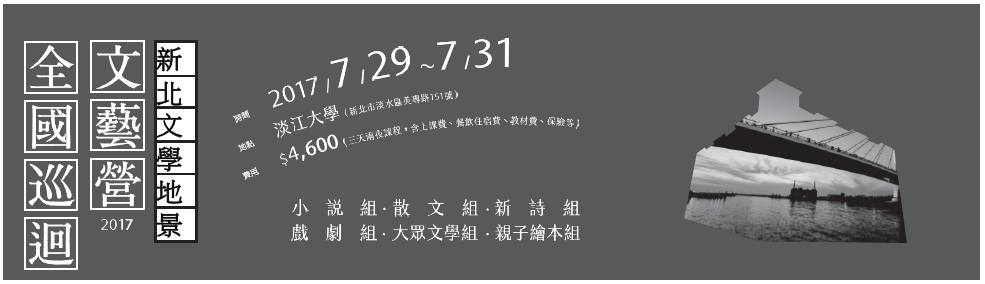 全國巡迴
文藝營
2017
新北文學地景
時間 2017 / 7 / 29 ~ 7 / 31
地點 淡江大學 (新北市淡水區英專路151號)
費用 $4,600 (三天兩夜課程，含上課費、餐飲住宿費、教材費、保險等)
小說組·散文組·新詩組
戲劇組·大眾文學組·親子繪本組